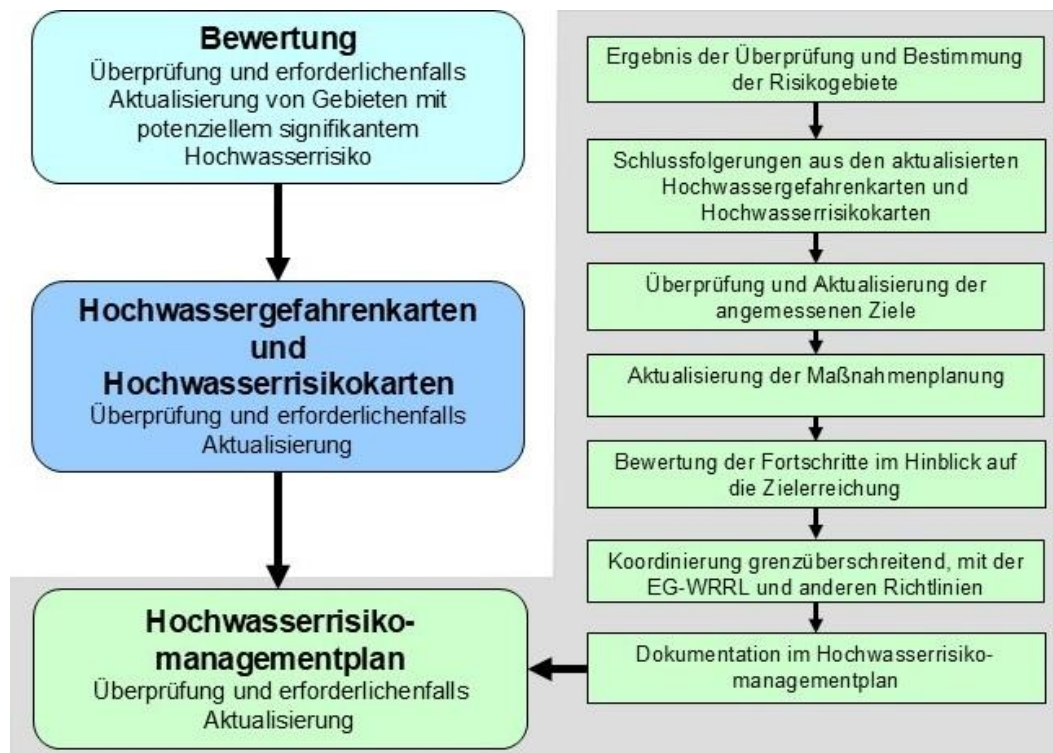 Bewertung
Überprüfung und erforderlichenfalls
Aktualisierung von Gebieten mit
potenziellem signifikantem
Hochwasserrisiko
Hochwassergefahrenkarten
und
Hochwasserrisikokarten
Überprüfung und erforderlichenfalls
Aktualisierung
Hochwasserrisiko-
managementplan
Überprüfung und erforderlichenfalls
Aktualisierung
Ergebnis der Überprüfung und Bestimmung
der Risikogebiete
Schlussfolgerungen aus den aktualisierten
Hochwassergefahrenkarten und
Hochwasserrisikokarten
Überprüfung und Aktualisierung der
angemessenen Ziele
Aktualisierung der Maßnahmenplanung
Bewertung der Fortschritte im Hinblick auf
die Zielerreichung
Koordinierung grenzüberschreitend, mit der
EG-WRRL und anderen Richtlinien
Dokumentation im Hochwasserrisiko-
managementplan